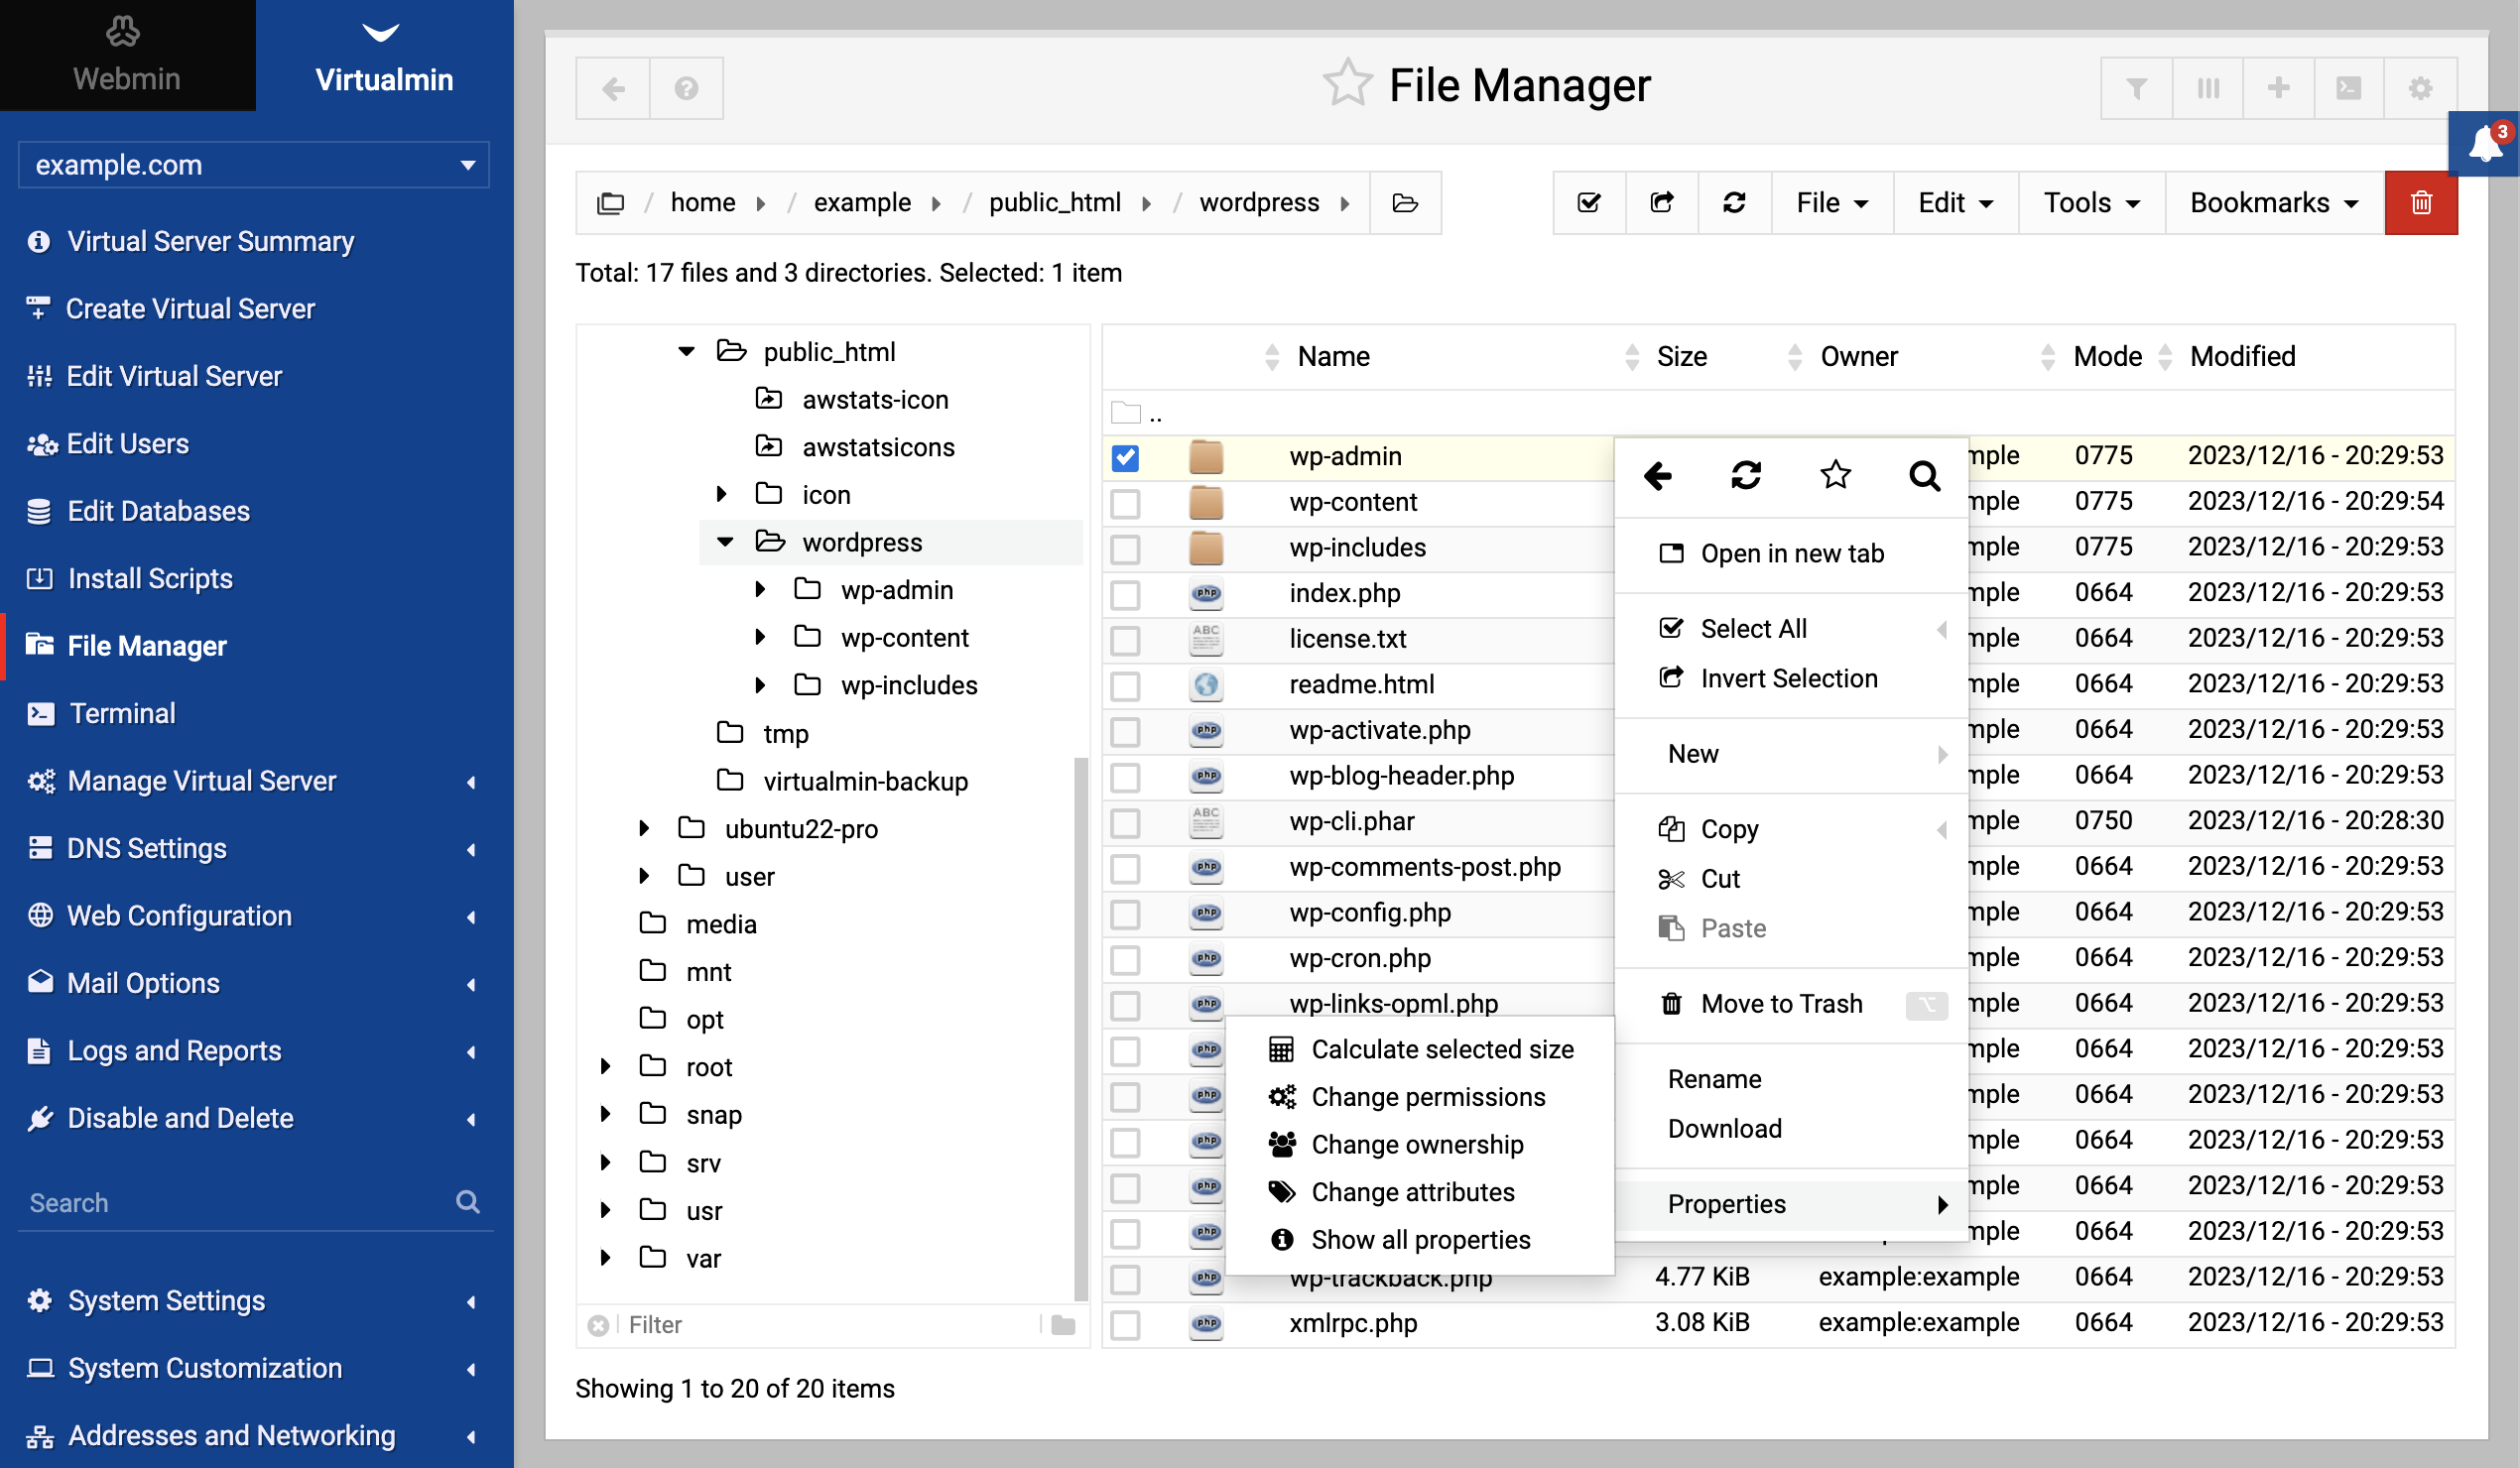 Webmin
Virtualmin
example.com
Virtual Server Summary
Create Virtual Server
Edit Virtual Server
Edit Users
Edit Databases
Install Scripts
File Manager
Terminal
Manage Virtual Server
DNS Settings
Web Configuration
Mail Options
Logs and Reports
Disable and Delete
Search
System Settings
System Customization
Addresses and Networking
File Manager
3
/ home / example / public_html / wordpress
File Edit Tools Bookmarks
Total: 17 files and 3 directories. Selected: 1 item
public_html
awstats-icon
awstatsicons
icon
wordpress
wp-admin
wp-content
wp-includes
tmp
virtualmin-backup
ubuntu22-pro
user
media
mnt
opt
root
snap
srv
usr
var
Filter
Name Size Owner Mode Modified
..
wp-admin mple 0775 2023/12/16 - 20:29:53
wp-content mple 0775 2023/12/16 - 20:29:54
wp-includes mple 0775 2023/12/16 - 20:29:53
index.php mple 0664 2023/12/16 - 20:29:53
license.txt mple 0664 2023/12/16 - 20:29:53
readme.html mple 0664 2023/12/16 - 20:29:53
wp-activate.php mple 0664 2023/12/16 - 20:29:53
wp-blog-header.php mple 0664 2023/12/16 - 20:29:53
wp-cli.phar mple 0750 2023/12/16 - 20:28:30
wp-comments-post.php mple 0664 2023/12/16 - 20:29:53
wp-config.php mple 0664 2023/12/16 - 20:29:53
wp-cron.php mple 0664 2023/12/16 - 20:29:53
wp-links-opml.php mple 0664 2023/12/16 - 20:29:53
mple 0664 2023/12/16 - 20:29:53
mple 0664 2023/12/16 - 20:29:53
mple 0664 2023/12/16 - 20:29:53
mple 0664 2023/12/16 - 20:29:53
mple 0664 2023/12/16 - 20:29:53
wp-trackback.php 4.77 KiB example:example 0664 2023/12/16 - 20:29:53
xmlrpc.php 3.08 KiB example:example 0664 2023/12/16 - 20:29:53
Open in new tab
Select All
Invert Selection
New
Copy
Cut
Paste
Move to Trash
Rename
Download
Properties
Calculate selected size
Change permissions
Change ownership
Change attributes
Show all properties
Showing 1 to 20 of 20 items